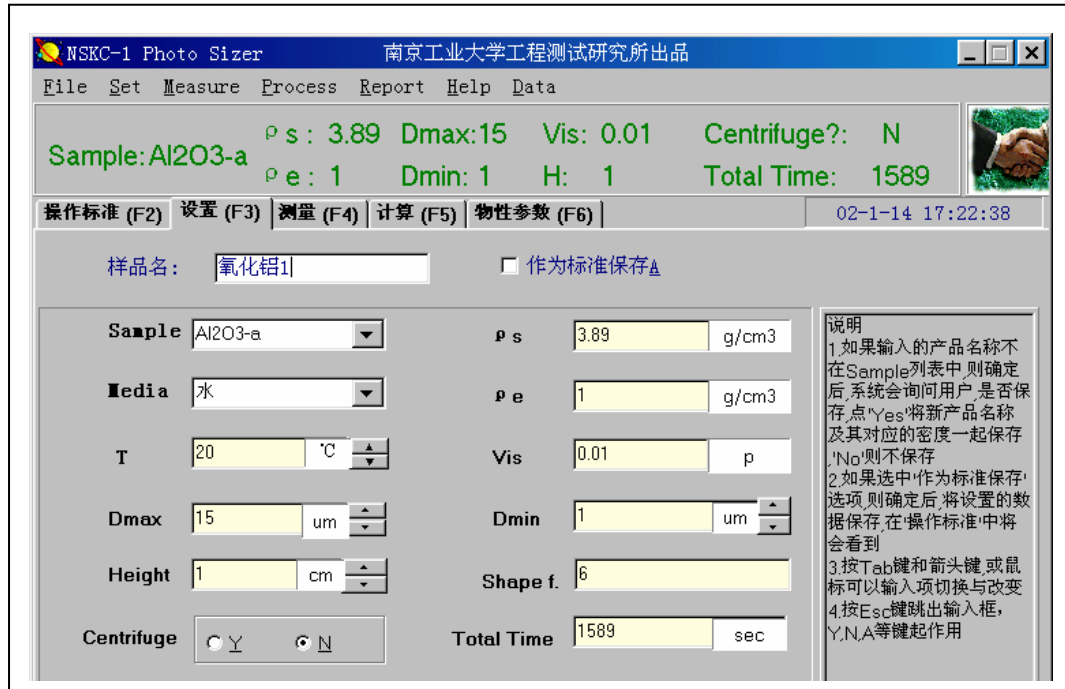 NSKC-1 Photo Sizer 南京工业大学工程测试研究所出品
File Set Measure Process Report Help Data
Sample: Al2O3-a ρs: 3.89 Dmax:15 Vis: 0.01 Centrifuge?: N
ρe: 1 Dmin: 1 H: 1 Total Time: 1589
操作标准 (F2) 设置 (F3) 测量 (F4) 计算 (F5) 物性参数 (F6) 02-1-14 17:22:38
样品名: 氧化铝1 作为标准保存A
Sample Al2O3-a ρs 3.89 g/cm3
Media 水 ρe 1 g/cm3
T 20 ℃ Vis 0.01 p
Dmax 15 um Dmin 1 um
Height 1 cm Shape f. 6
Centrifuge Y N Total Time 1589 sec
说明
1,如果输入的产品名称不
在Sample列表中,则确定
后,系统会询问用户,是否保
存,点'Yes'将新产品名称
及其对应的密度一起保存
,'No'则不保存
2,如果选中'作为标准保存'
选项,则确定后,将设置的数
据保存,在'操作标准'中将
会看到
3.按Tab键和箭头键,或鼠
标可以输入项切换与改变
4.按Esc键跳出输入框，
Y,N,A等键起作用